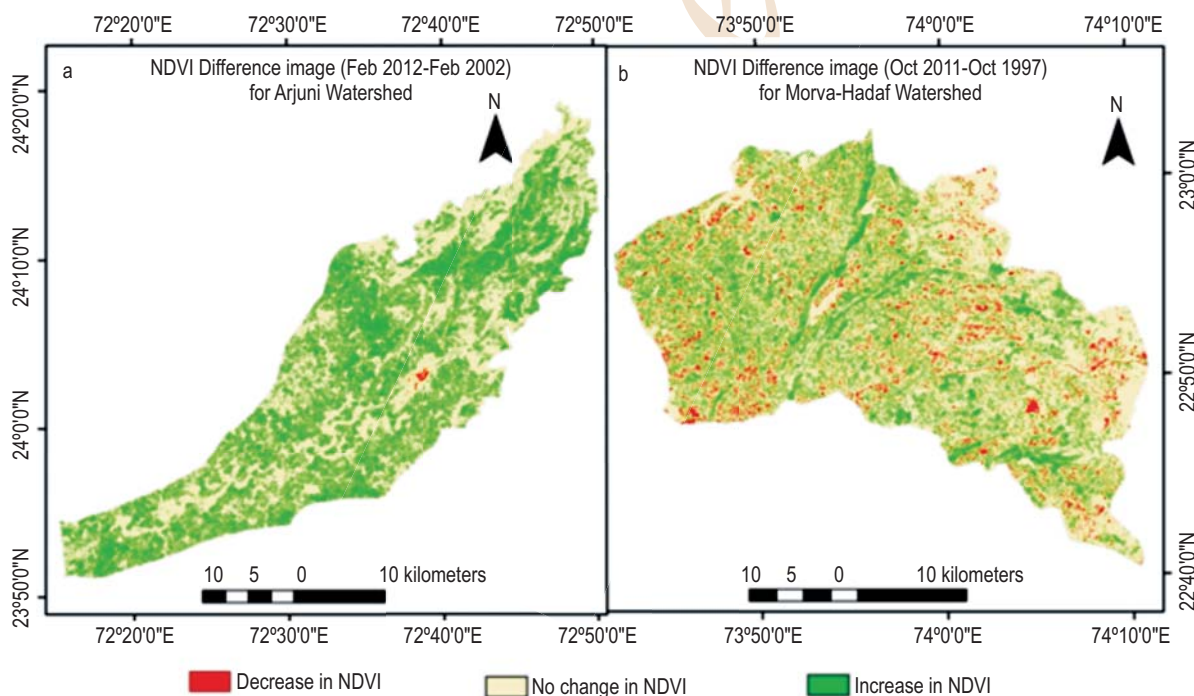 72º20'0"E 72º30'0"E 72º40'0"E 72º50'0"E
73º50'0"E 74º0'0"E 74º10'0"E
a
NDVI Difference image (Feb 2012-Feb 2002)
for Arjuni Watershed
N
24º20'0"N
24º10'0"N
24º0'0"N
23º50'0"N
10 5 0 10 kilometers
b
NDVI Difference image (Oct 2011-Oct 1997)
for Morva-Hadaf Watershed
N
23º0'0"N
22º50'0"N
22º40'0"N
10 5 0 10 kilometers
72º20'0"E 72º30'0"E 72º40'0"E 72º50'0"E
73º50'0"E 74º0'0"E 74º10'0"E
Decrease in NDVI No change in NDVI Increase in NDVI